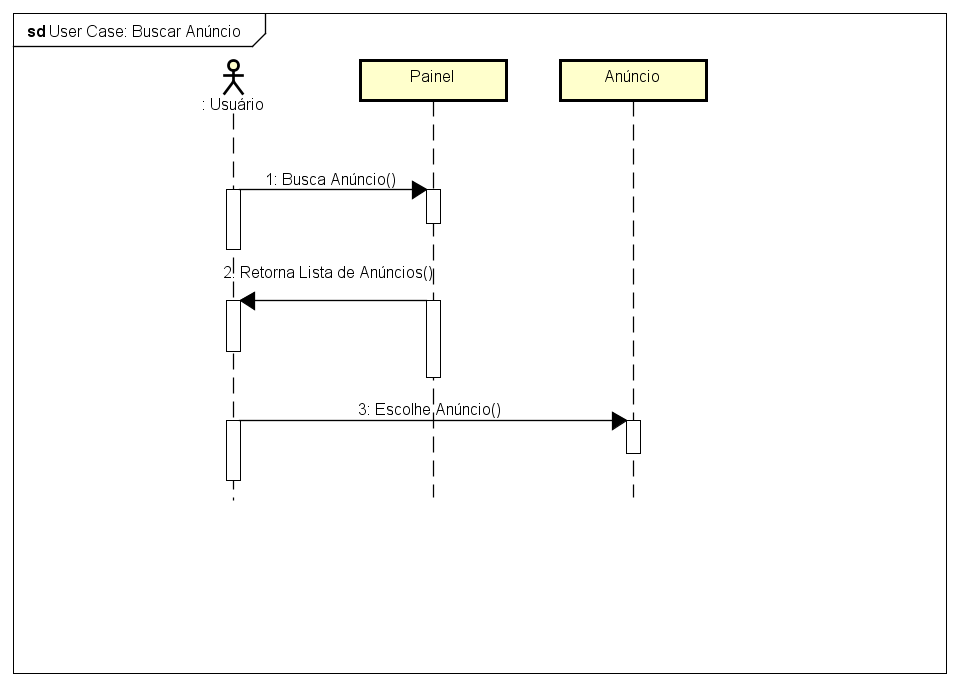 sd User Case: Buscar Anúncio
: Usuário
Painel
Anúncio
1: Busca Anúncio()
2: Retorna Lista de Anúncios()
3: Escolhe Anúncio()